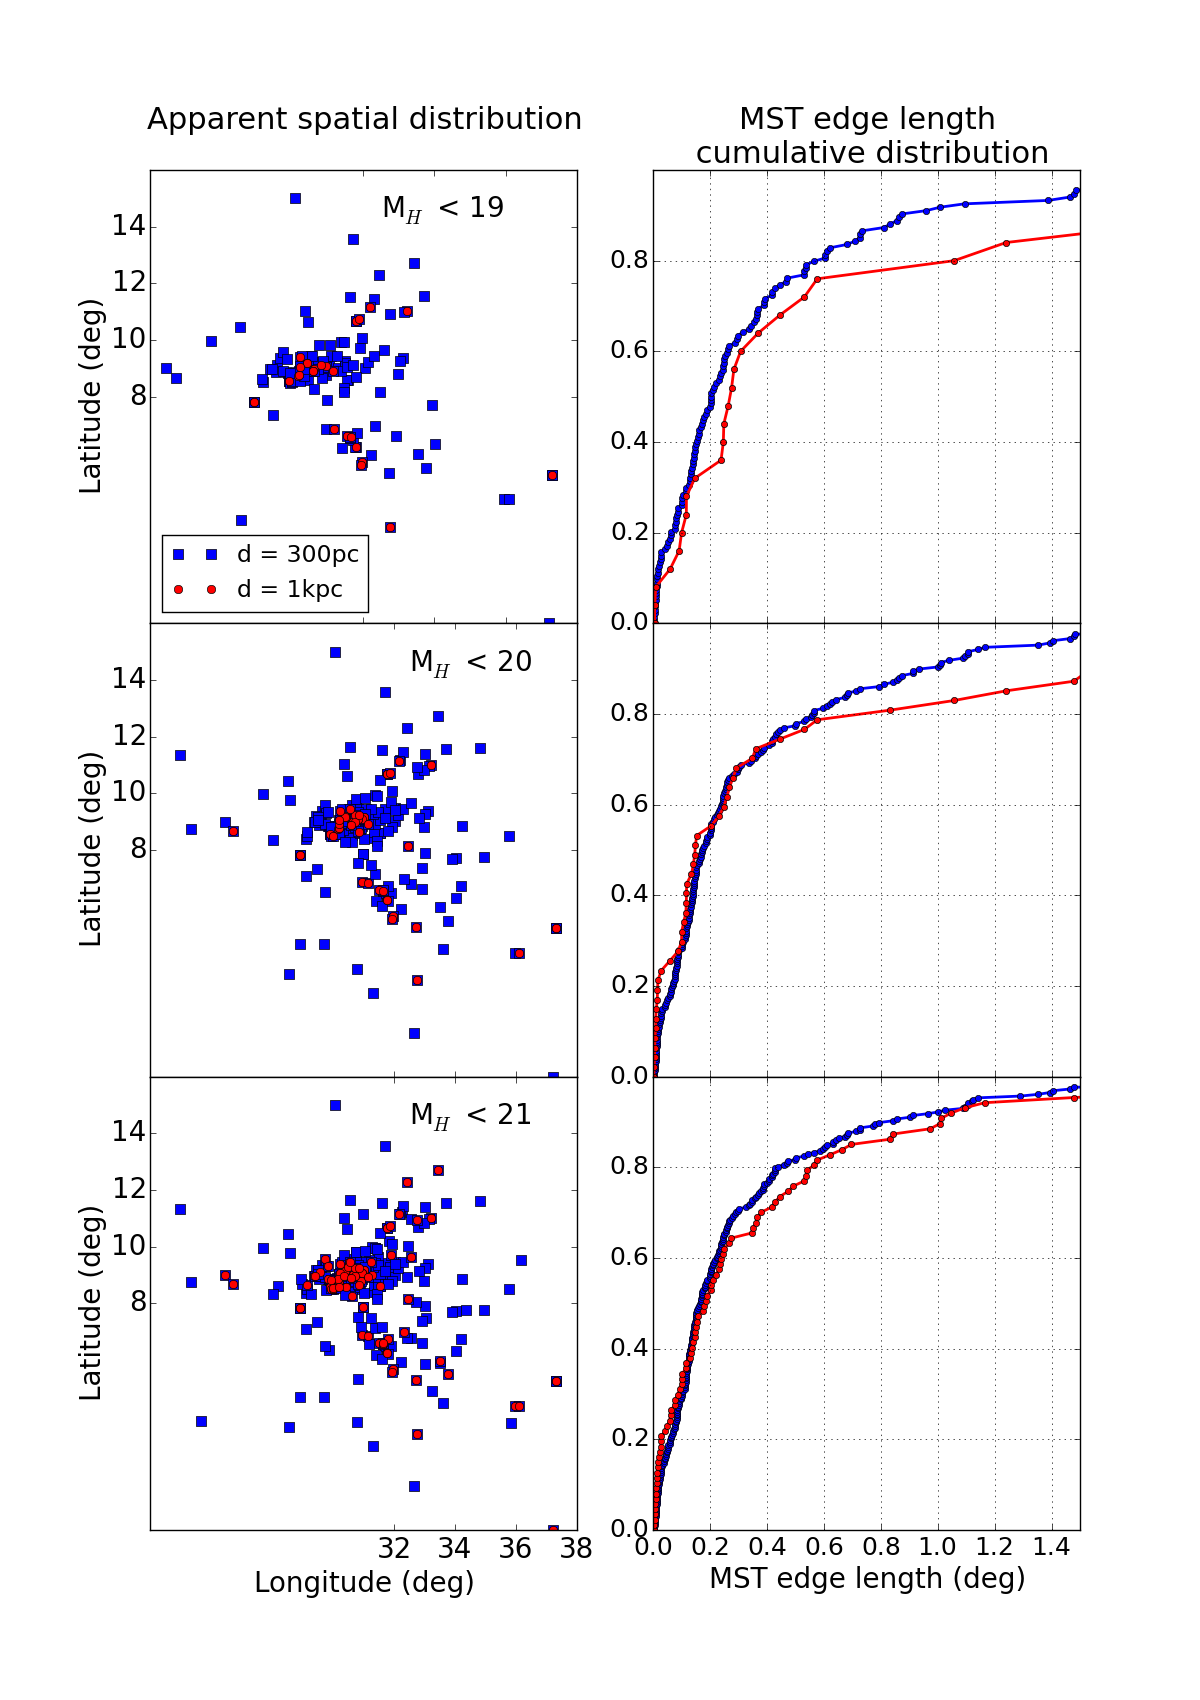 Apparent spatial distribution
MST edge length
cumulative distribution
M_H < 19
14
12
10
8
Latitude (deg)
d = 300pc
d = 1kpc
0.8
0.6
0.4
0.2
0.0
M_H < 20
14
12
10
8
Latitude (deg)
0.8
0.6
0.4
0.2
0.0
M_H < 21
14
12
10
8
Latitude (deg)
0.8
0.6
0.4
0.2
0.0
32 34 36 38
Longitude (deg)
0.0 0.2 0.4 0.6 0.8 1.0 1.2 1.4
MST edge length (deg)